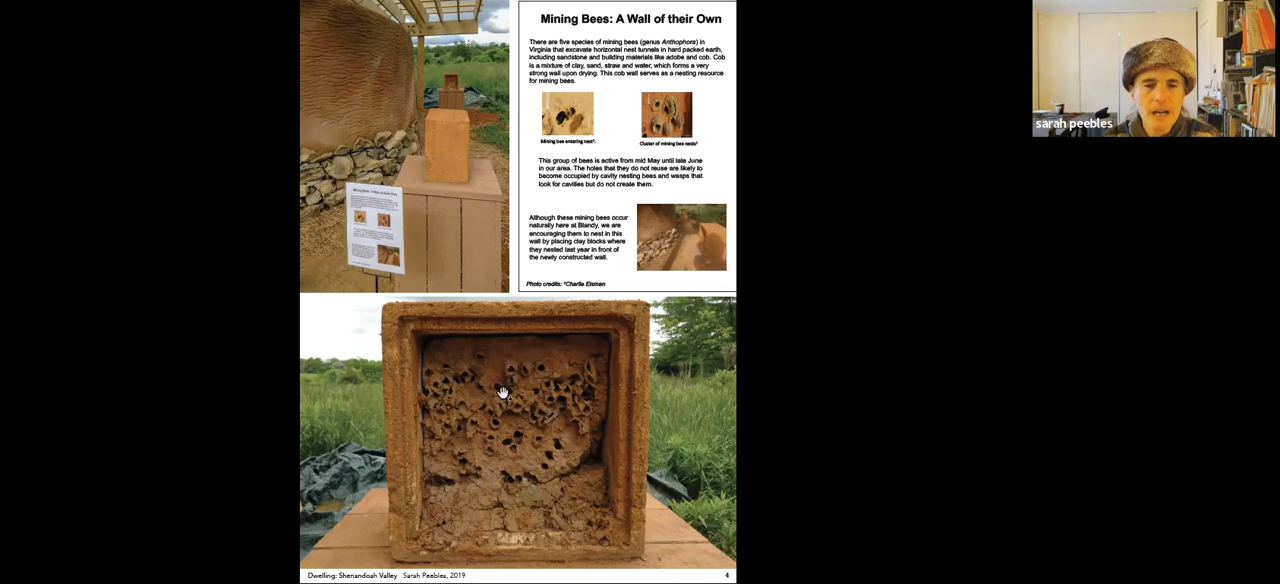 Mining Bees: A Wall of their Own
There are five species of mining bees (genus Anthophora) in
Virginia that excavate horizontal nest tunnels in hard packed earth,
including sandstone and building materials like adobe and cob. Cob
is a mixture of clay, sand, straw and water, which forms a very
strong wall upon drying. This cob wall serves as a nesting resource
for mining bees.
Mining bee entering nest¹.
Cluster of mining bee nests¹
This group of bees is active from mid May until late June
in our area. The holes that they do not reuse are likely to
become occupied by cavity nesting bees and wasps that
look for cavities but do not create them.
Although these mining bees occur
naturally here at Blandy, we are
encouraging them to nest in this
wall by placing clay blocks where
they nested last year in front of
the newly constructed wall.
Photo credits: ¹Charlie Eisman
sarah peebles
Mining Bees: A Wall of their Own
Dwelling: Shenandoah Valley Sarah Peebles, 2019
4